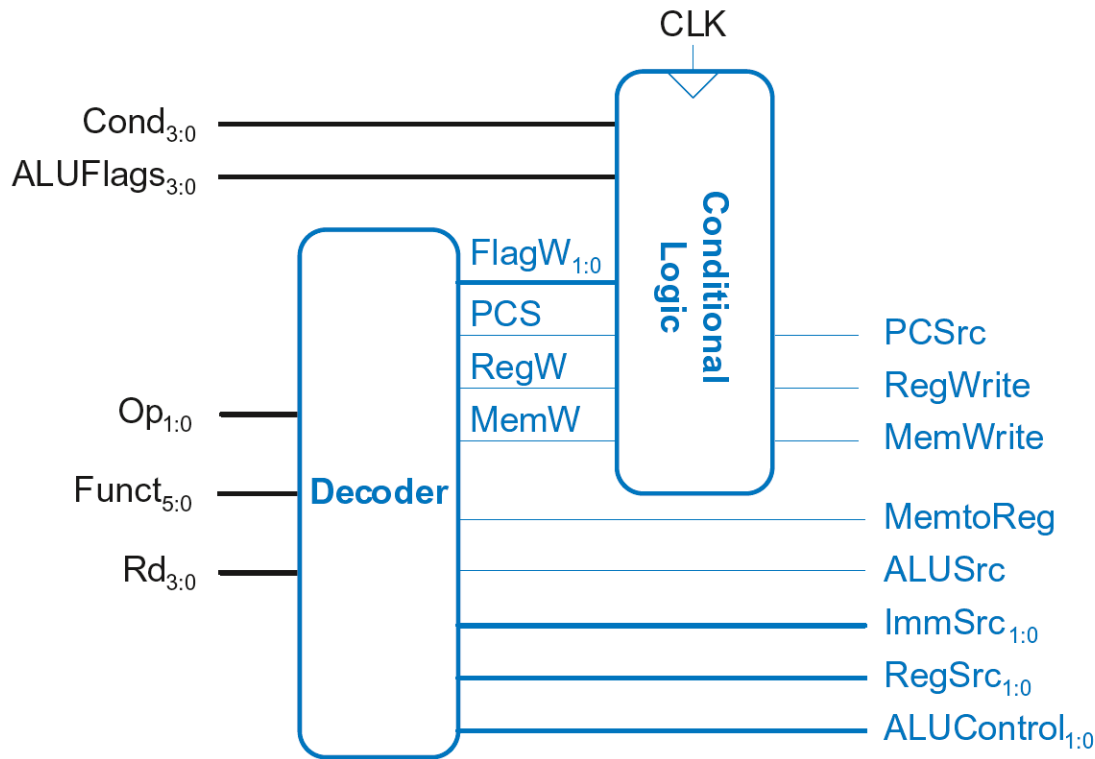 CLK
Cond3:0
ALUFlags3:0
Conditional
Logic
FlagW1:0
PCS
RegW
MemW
PCSrc
RegWrite
MemWrite
Op1:0
Funct5:0
Rd3:0
Decoder
MemtoReg
ALUSrc
ImmSrc1:0
RegSrc1:0
ALUControl1:0